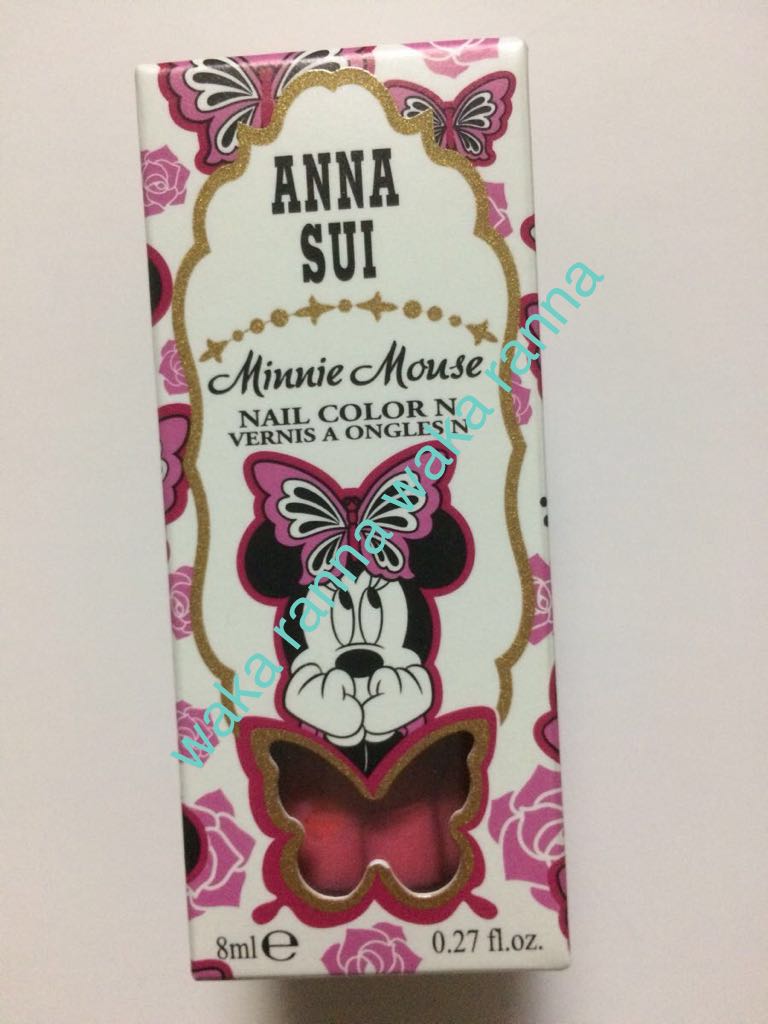 ANNA
SUI
Minnie Mouse
NAIL COLOR N
VERNIS A ONGLES N
waka ranna waka ranna
8ml e 0.27 fl.oz.